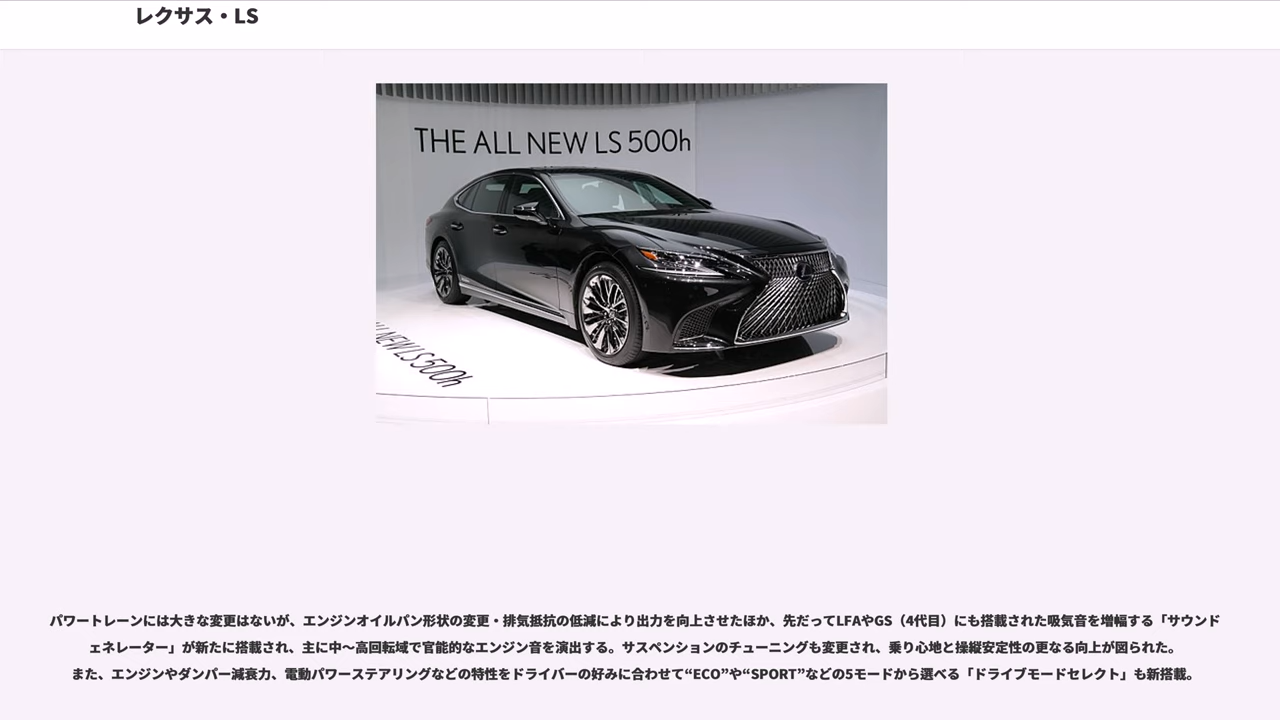 レクサス・LS
THE ALL NEW LS 500h
ALL NEW LS 500h
パワートレーンには大きな変更はないが、エンジンオイルパン形状の変更・排気抵抗の低減により出力を向上させたほか、先だってLFAやGS（4代目）にも搭載された吸気音を増幅する「サウンド
ェネレーター」が新たに搭載され、主に中～高回転域で官能的なエンジン音を演出する。サスペンションのチューニングも変更され、乗り心地と操縦安定性の更なる向上が図られた。
また、エンジンやダンパー減衰力、電動パワーステアリングなどの特性をドライバーの好みに合わせて“ECO”や“SPORT”などの5モードから選べる「ドライブモードセレクト」も新搭載。